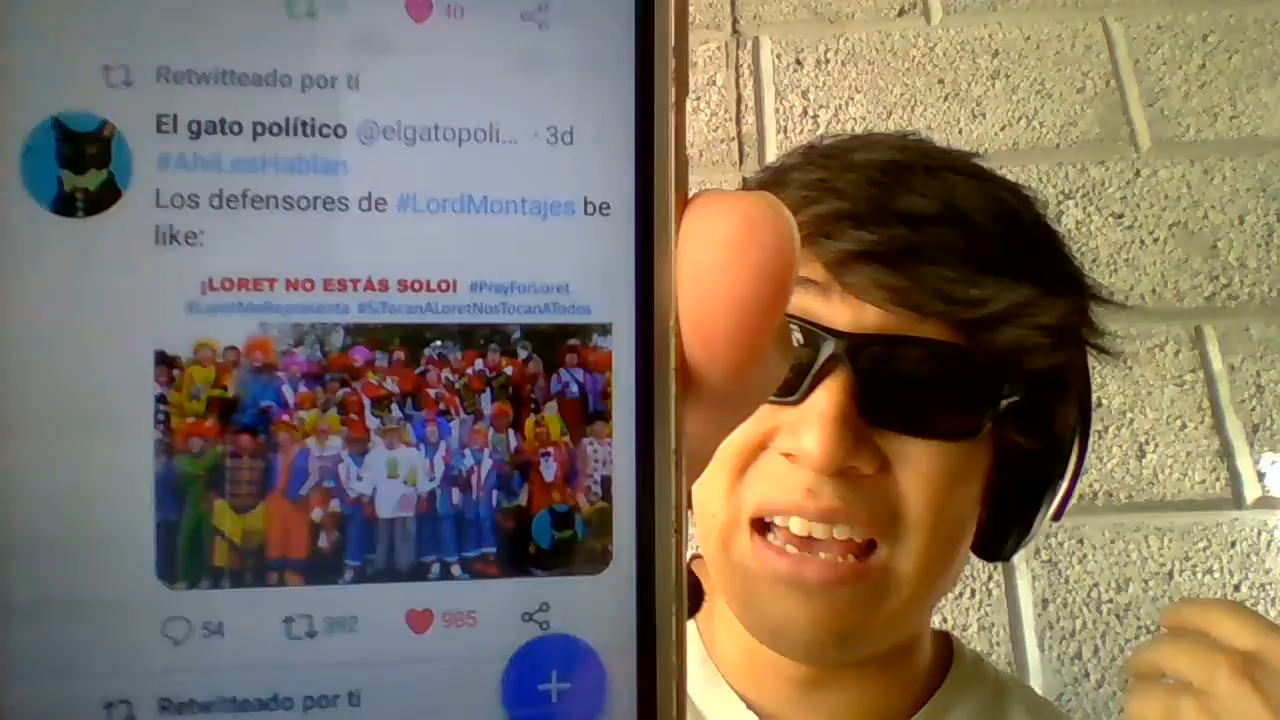 40
Retwitteado por ti
El gato político @elgatopoli... · 3d
#AhíLesHablan
Los defensores de #LordMontajes be
like:
¡LORET NO ESTÁS SOLO! #PrayForLoret
#LoretMeRepresenta #SiTocanALoretNosTocanATodos
54 392 985
Retwitteado por ti